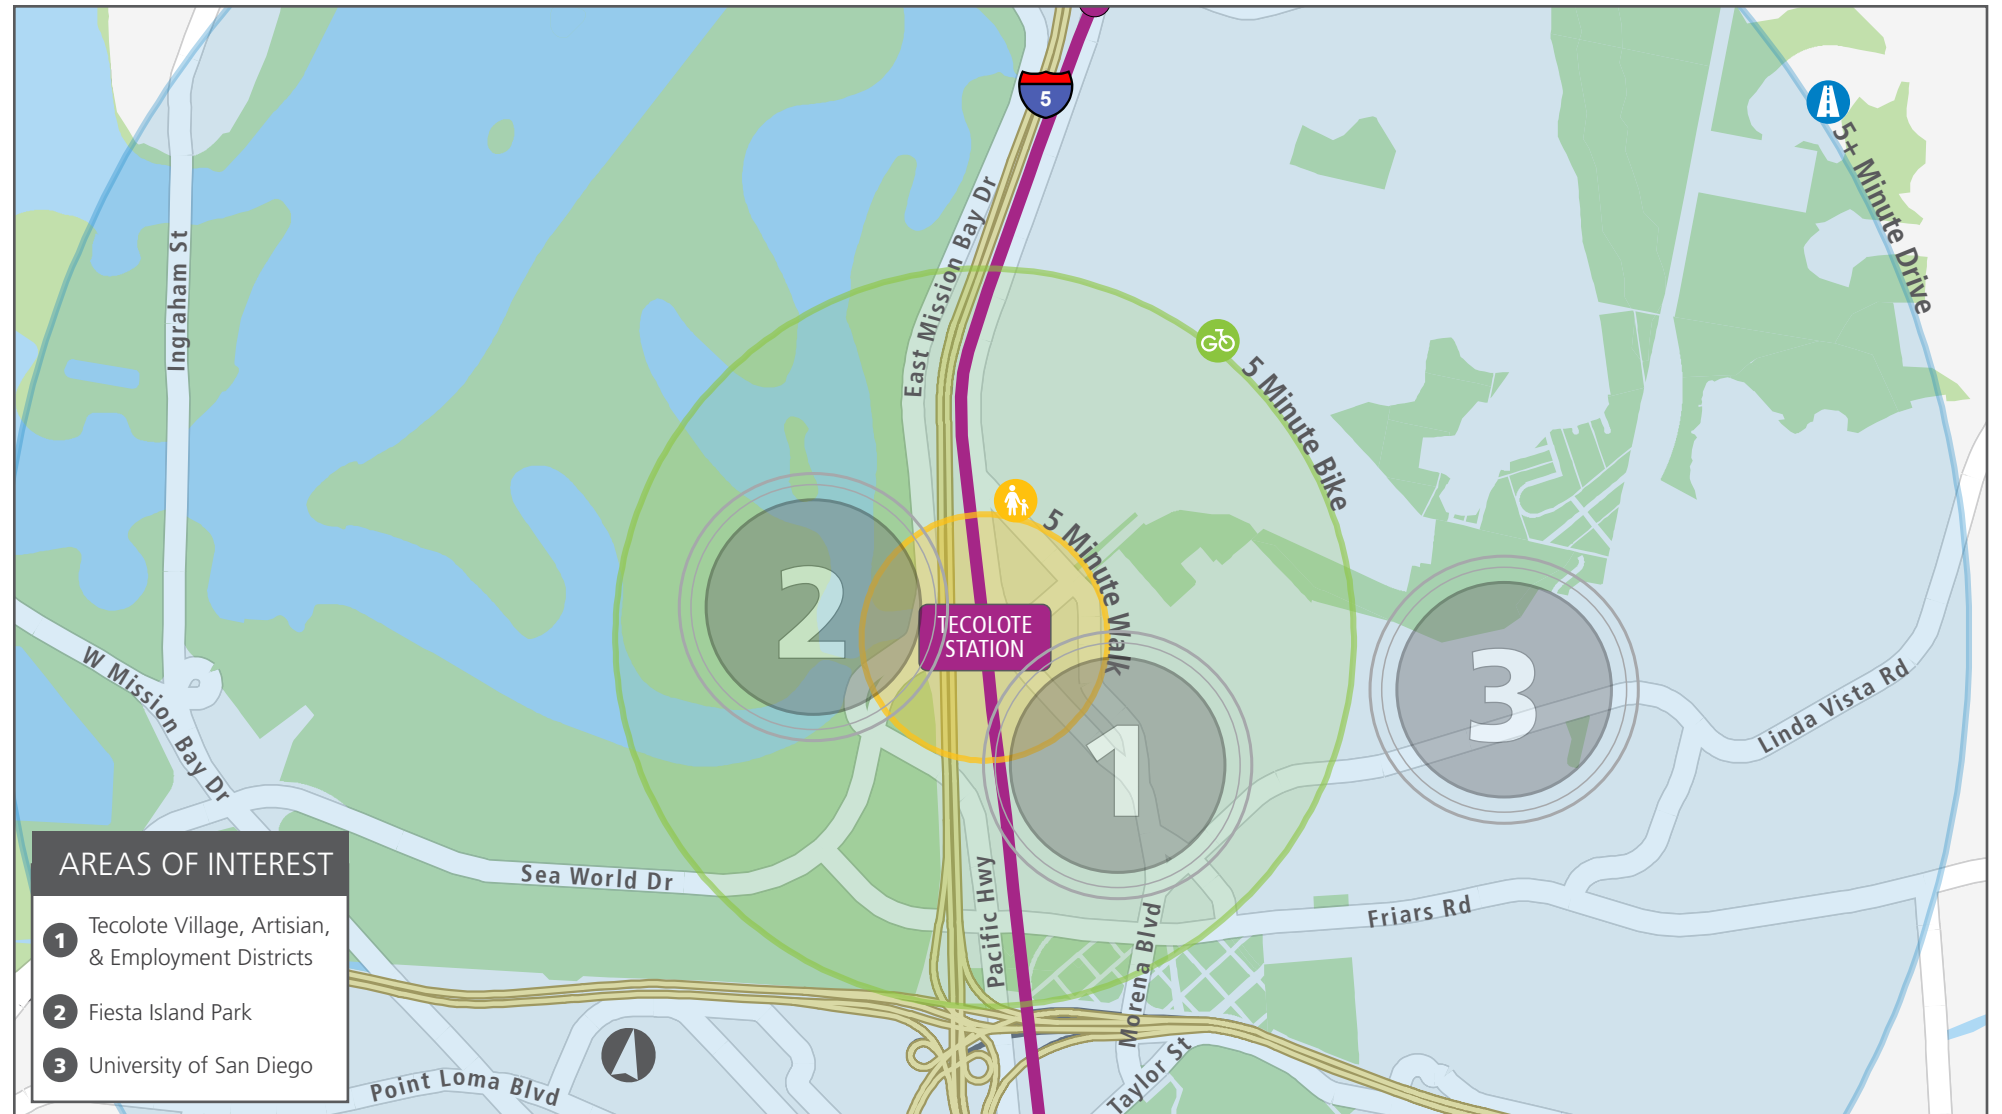 5
5+ Minute Drive
East Mission Bay Dr
Ingraham St
5 Minute Bike
5 Minute Walk
2
TECOLOTE
STATION
3
1
W Mission Bay Dr
Linda Vista Rd
Sea World Dr
Friars Rd
Pacific Hwy
Morena Blvd
Taylor St
Point Loma Blvd
AREAS OF INTEREST
1 Tecolote Village, Artisian,
& Employment Districts
2 Fiesta Island Park
3 University of San Diego